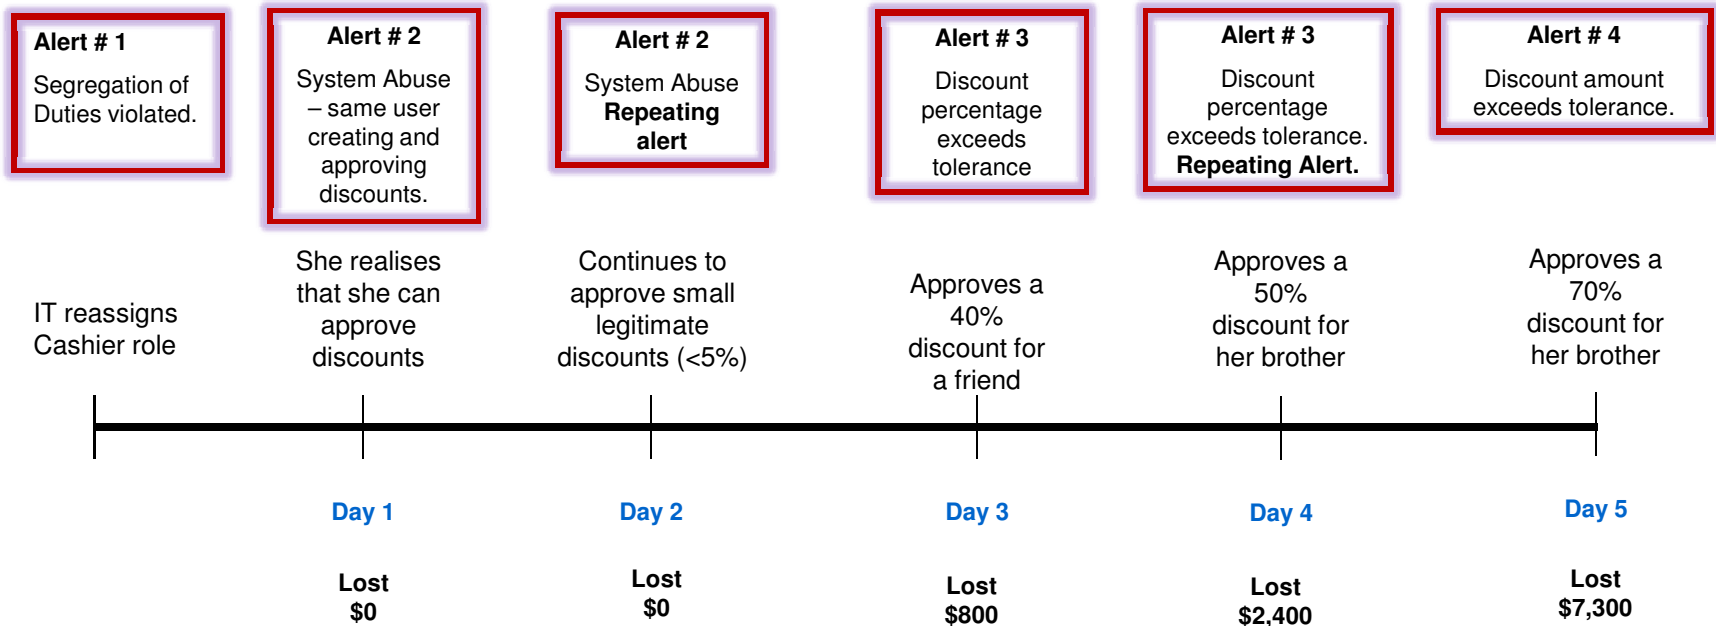 Alert # 1
Segregation of
Duties violated.
Alert # 2
System Abuse
– same user
creating and
approving
discounts.
Alert # 2
System Abuse
Repeating
alert
Alert # 3
Discount
percentage
exceeds
tolerance
Alert # 3
Discount
percentage
exceeds tolerance.
Repeating Alert.
Alert # 4
Discount amount
exceeds tolerance.
IT reassigns
Cashier role
She realises
that she can
approve
discounts
Continues to
approve small
legitimate
discounts (<5%)
Approves a
40%
discount for
a friend
Approves a
50%
discount for
her brother
Approves a
70%
discount for
her brother
Day 1
Day 2
Day 3
Day 4
Day 5
Lost
$0
Lost
$0
Lost
$800
Lost
$2,400
Lost
$7,300